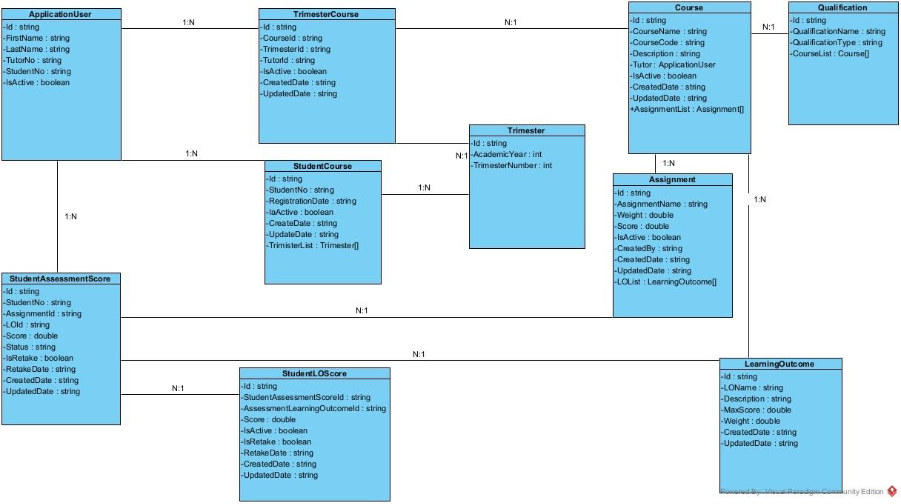 ApplicationUser
-Id : string
-FirstName : string
-LastName : string
-TutorNo : string
-StudentNo : string
-IsActive : boolean
1:N
TrimesterCourse
-Id : string
-CourseId : string
-TrimesterId : string
-TutorId : string
-IsActive : boolean
-CreatedDate : string
-UpdatedDate : string
N:1
Course
-Id : string
-CourseName : string
-CourseCode : string
-Description : string
-Tutor : ApplicationUser
-IsActive : boolean
-CreatedDate : string
-UpdatedDate : string
+AssignmentList : Assignment[]
N:1
Qualification
-Id : string
-QualificationName : string
-QualificationType : string
-CourseList : Course[]
N:1
Trimester
-Id : string
-AcademicYear : int
-TrimesterNumber : int
1:N
StudentCourse
-Id : string
-StudentNo : string
-RegistrationDate : string
-IaActive : boolean
-CreateDate : string
-UpdateDate : string
-TrimisterList : Trimester[]
1:N
1:N
Assignment
-Id : string
-AssignmentName : string
-Weight : double
-Score : double
-IsActive : boolean
-CreatedBy : string
-CreatedDate : string
-UpdatedDate : string
-LOList : LearningOutcome[]
1:N
1:N
StudentAssessmentScore
-Id : string
-StudentNo : string
-AssignmentId : string
-LOId : string
-Score : double
-Status : string
-IsRetake : boolean
-RetakeDate : string
-CreatedDate : string
-UpdatedDate : string
N:1
N:1
N:1
StudentLOScore
-Id : string
-StudentAssessmentScoreId : string
-AssessmentLearningOutcomeId : string
-Score : double
-IsActive : boolean
-IsRetake : boolean
-RetakeDate : string
-CreatedDate : string
-UpdatedDate : string
LearningOutcome
-Id : string
-LOName : string
-Description : string
-MaxScore : double
-Weight : double
-CreatedDate : string
-UpdatedDate : string
Powered By Visual Paradigm Community Edition